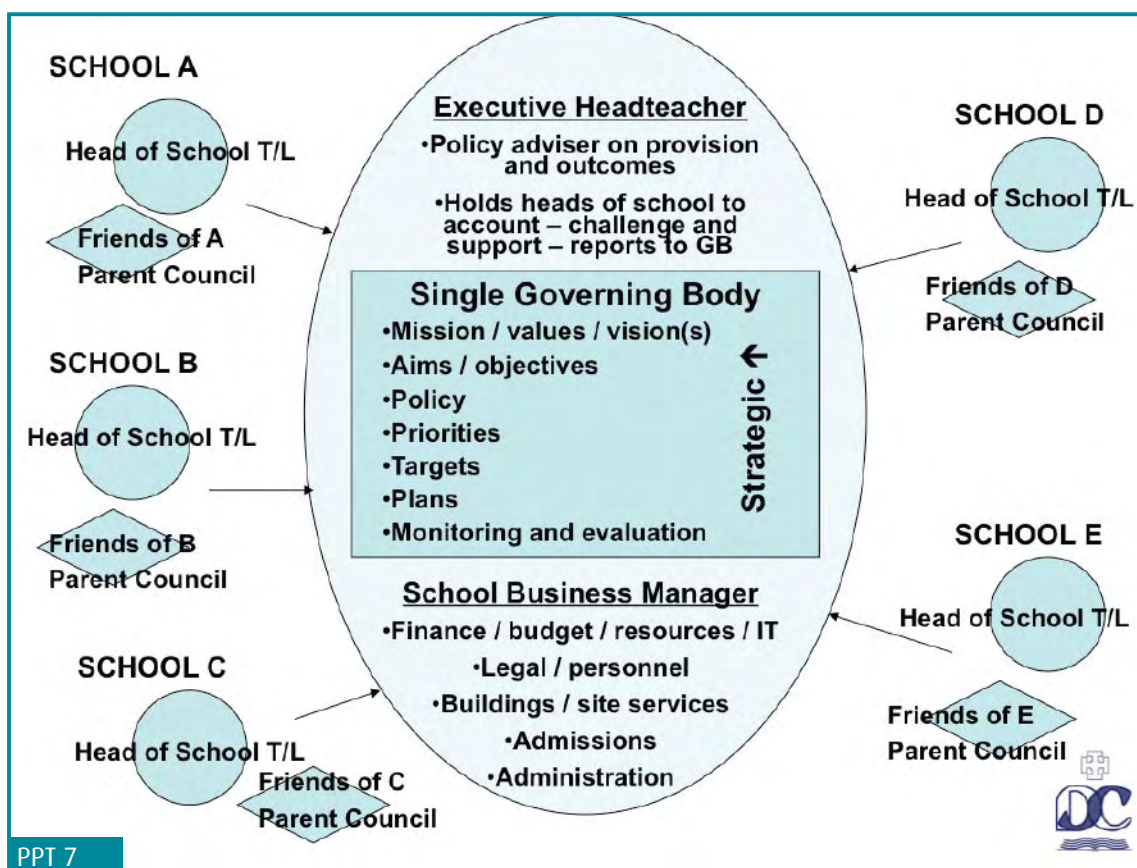 SCHOOL A
Head of School T/L
Friends of A
Parent Council
SCHOOL B
Head of School T/L
Friends of B
Parent Council
SCHOOL C
Head of School T/L
Friends of C
Parent Council
Executive Headteacher
•Policy adviser on provision
and outcomes
•Holds heads of school to
account – challenge and
support – reports to GB
Single Governing Body
•Mission / values / vision(s)
•Aims / objectives
•Policy
•Priorities
•Targets
•Plans
•Monitoring and evaluation
Strategic ↑
School Business Manager
•Finance / budget / resources / IT
•Legal / personnel
•Buildings / site services
•Admissions
•Administration
SCHOOL D
Head of School T/L
Friends of D
Parent Council
SCHOOL E
Head of School T/L
Friends of E
Parent Council
DC
PPT 7